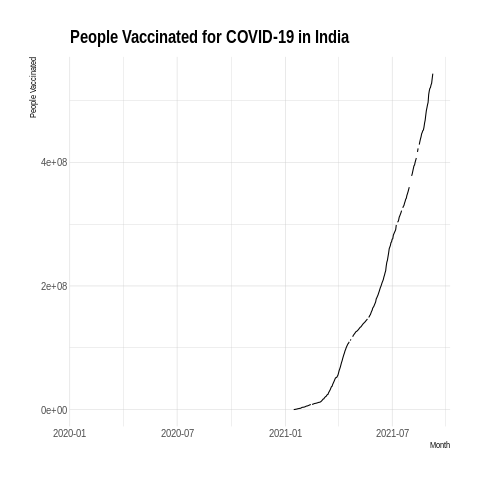 People Vaccinated for COVID-19 in India
People Vaccinated
4e+08
2e+08
0e+00
2020-01 2020-07 2021-01 2021-07
Month